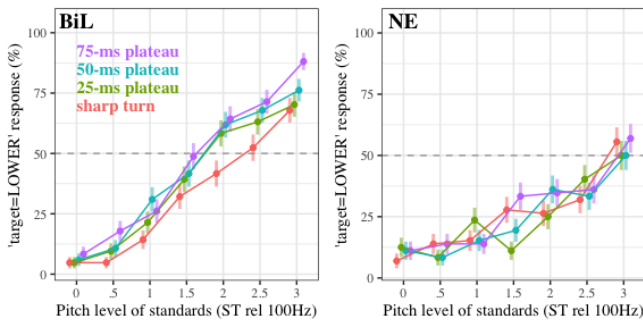 BiL
NE
75-ms plateau
50-ms plateau
25-ms plateau
sharp turn
'target=LOWER' response (%)
100
75
50
25
0
0 .5 1 1.5 2 2.5 3
Pitch level of standards (ST rel 100Hz)
'target=LOWER' response (%)
100
75
50
25
0
0 .5 1 1.5 2 2.5 3
Pitch level of standards (ST rel 100Hz)